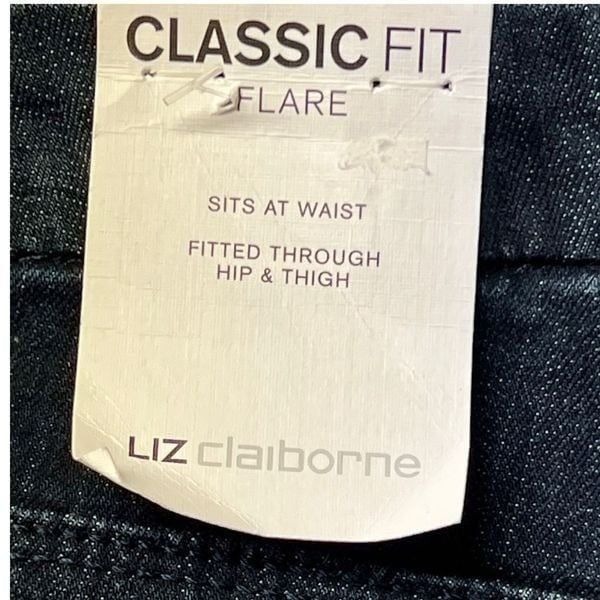 CLASSIC FIT
FLARE
SITS AT WAIST
FITTED THROUGH
HIP & THIGH
LIZ claiborne